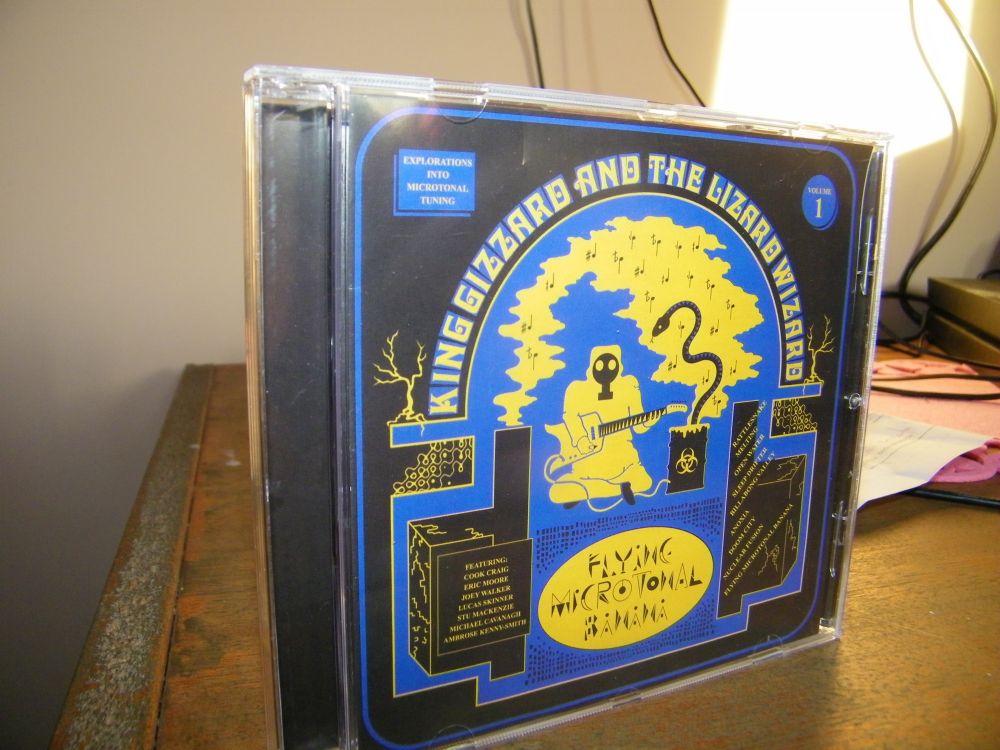 EXPLORATIONS
INTO
MICROTONAL
TUNING
KING GIZZARD AND THE LIZARD WIZARD
VOLUME
1
RATTLESNAKE
MELTING
OPEN WATER
SLEEP DRIFTER
BILLABONG VALLEY
ANOXIA
DOOM CITY
NUCLEAR FUSION
FLYING MICROTONAL BANANA
FEATURING:
COOK CRAIG
ERIC MOORE
JOEY WALKER
LUCAS SKINNER
STU MACKENZIE
MICHAEL CAVANAGH
AMBROSE KENNY-SMITH
FLYING
MICROTONAL
BANANA